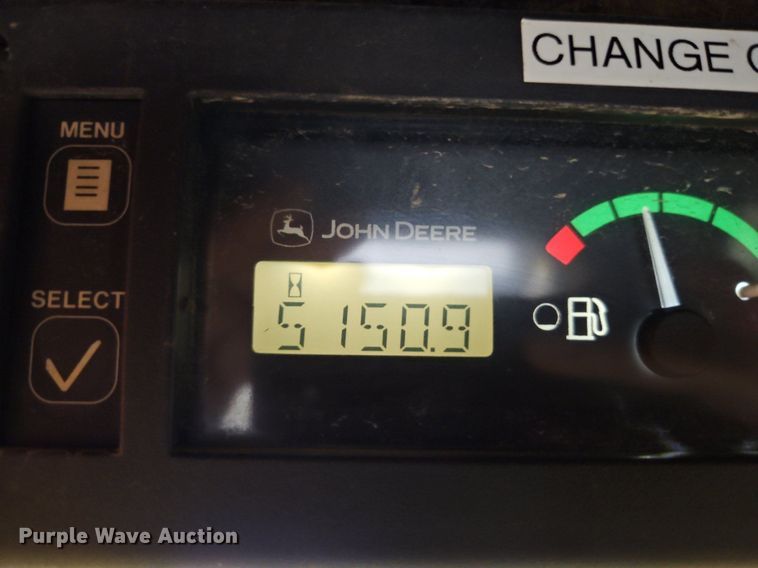 CHANGE
MENU
JOHN DEERE
SELECT
5150.9
Purple Wave Auction